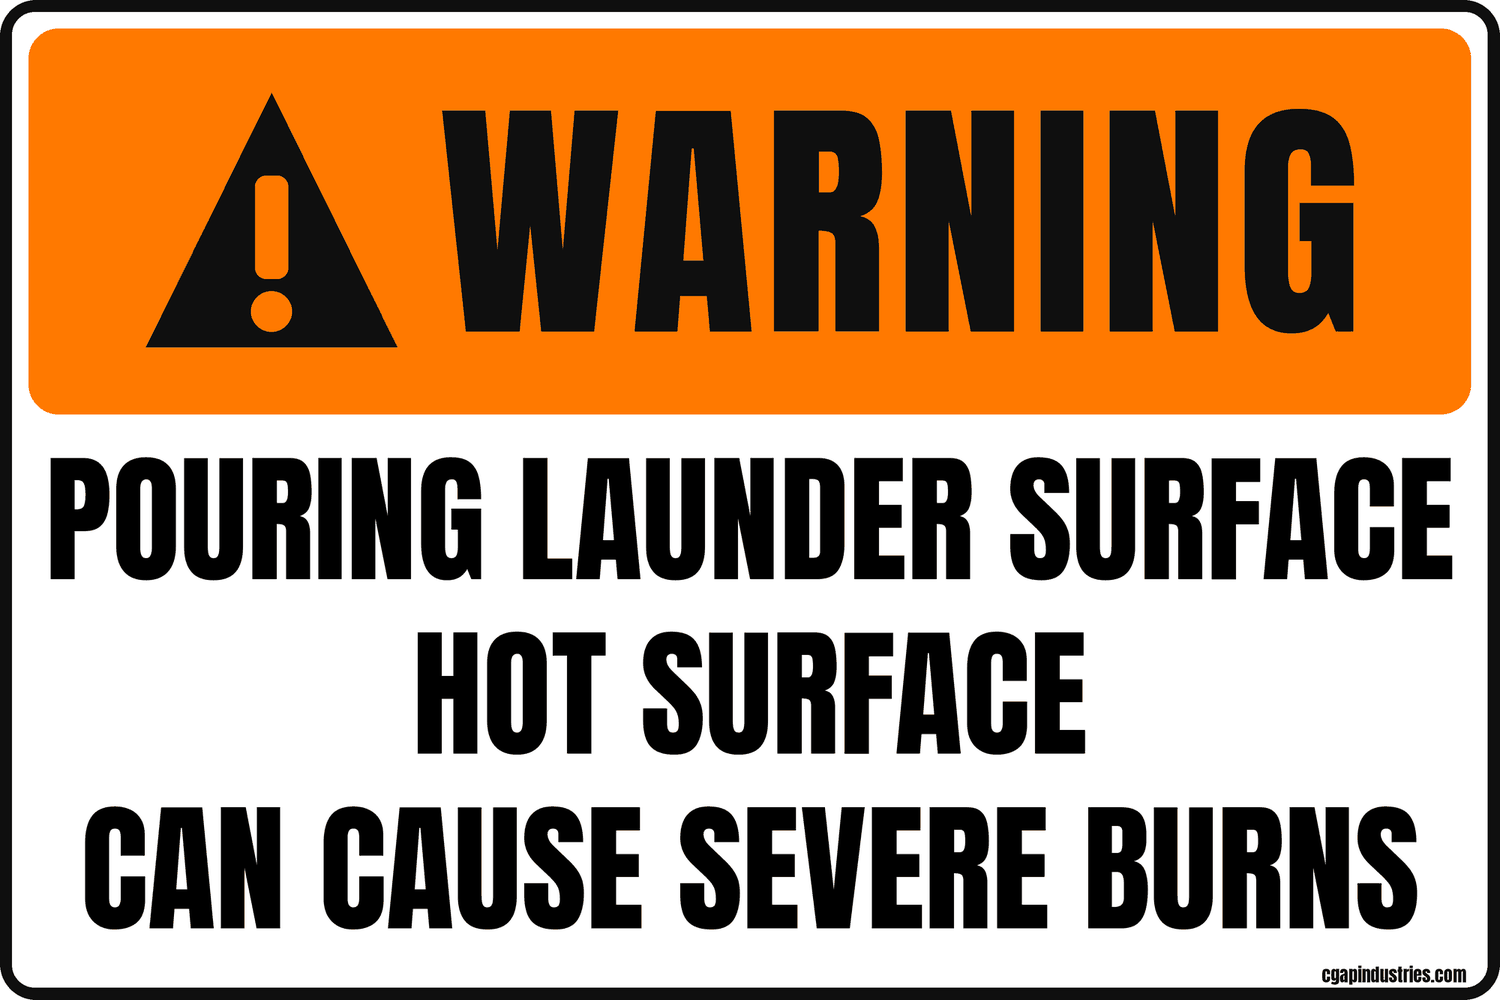 WARNING
POURING LAUNDER SURFACE
HOT SURFACE
CAN CAUSE SEVERE BURNS
cgapindustries.com